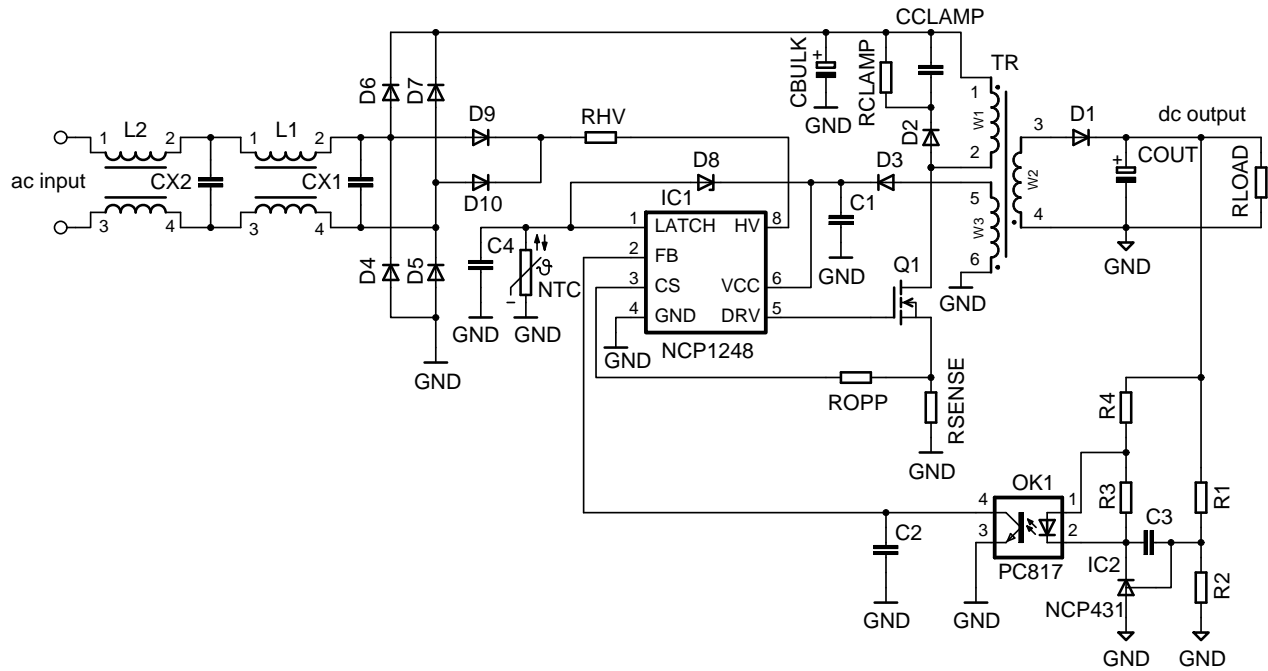 CCLAMP
TR
D6
D7
CBULK
+
RCLAMP
GND
1
W1
2
D2
L2
1
2
3
4
L1
1
2
3
4
ac input
CX2
CX1
D9
D10
RHV
D8
D3
C1
GND
5
W3
6
GND
3
W2
4
D1
dc output
+
COUT
RLOAD
GND
IC1
1
LATCH
HV
8
2
FB
3
CS
VCC
6
4
GND
DRV
5
NCP1248
GND
C4
ϑ
NTC
−
GND
GND
D4
D5
GND
Q1
ROPP
RSENSE
GND
R4
R3
R1
OK1
4
1
3
2
PC817
C2
GND
GND
C3
IC2
NCP431
R2
GND
GND